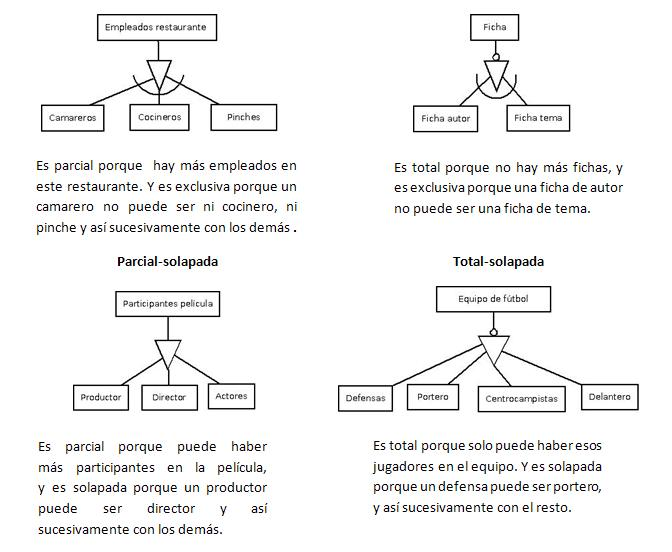 Empleados restaurante
Camareros
Cocineros
Pinches
Es parcial porque hay más empleados en
este restaurante. Y es exclusiva porque un
camarero no puede ser ni cocinero, ni
pinche y así sucesivamente con los demás .
Ficha
Ficha autor
Ficha tema
Es total porque no hay más fichas, y
es exclusiva porque una ficha de autor
no puede ser una ficha de tema.
Parcial-solapada
Participantes película
Productor
Director
Actores
Es parcial porque puede haber
más participantes en la película,
y es solapada porque un productor
puede ser director y así
sucesivamente con los demás.
Total-solapada
Equipo de fútbol
Defensas
Portero
Centrocampistas
Delantero
Es total porque solo puede haber esos
jugadores en el equipo. Y es solapada
porque un defensa puede ser portero,
y así sucesivamente con el resto.